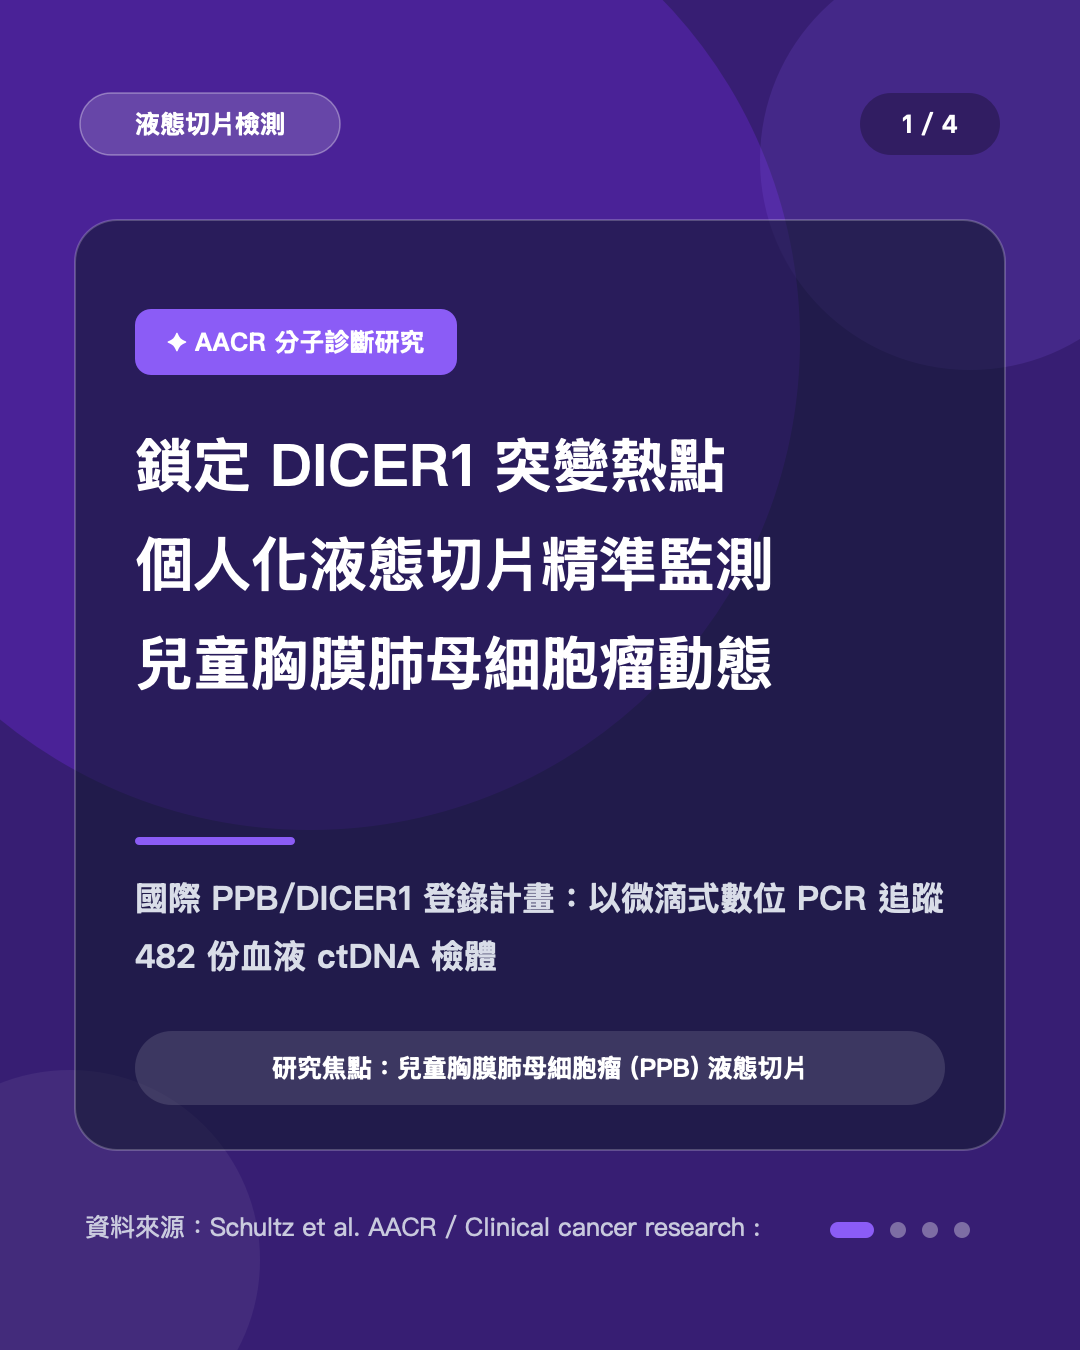 液態切片檢測
1 / 4
✦ AACR 分子診斷研究
鎖定 DICER1 突變熱點
個人化液態切片精準監測
兒童胸膜肺母細胞瘤動態
國際 PPB/DICER1 登錄計畫：以微滴式數位 PCR 追蹤
482 份血液 ctDNA 檢體
研究焦點：兒童胸膜肺母細胞瘤 (PPB) 液態切片
資料來源：Schultz et al. AACR / Clinical cancer research :